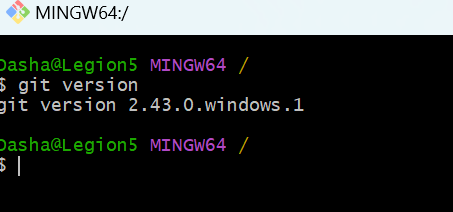 MINGW64:/
Dasha@Legion5 MINGW64 /
$ git version
git version 2.43.0.windows.1
Dasha@Legion5 MINGW64 /
$